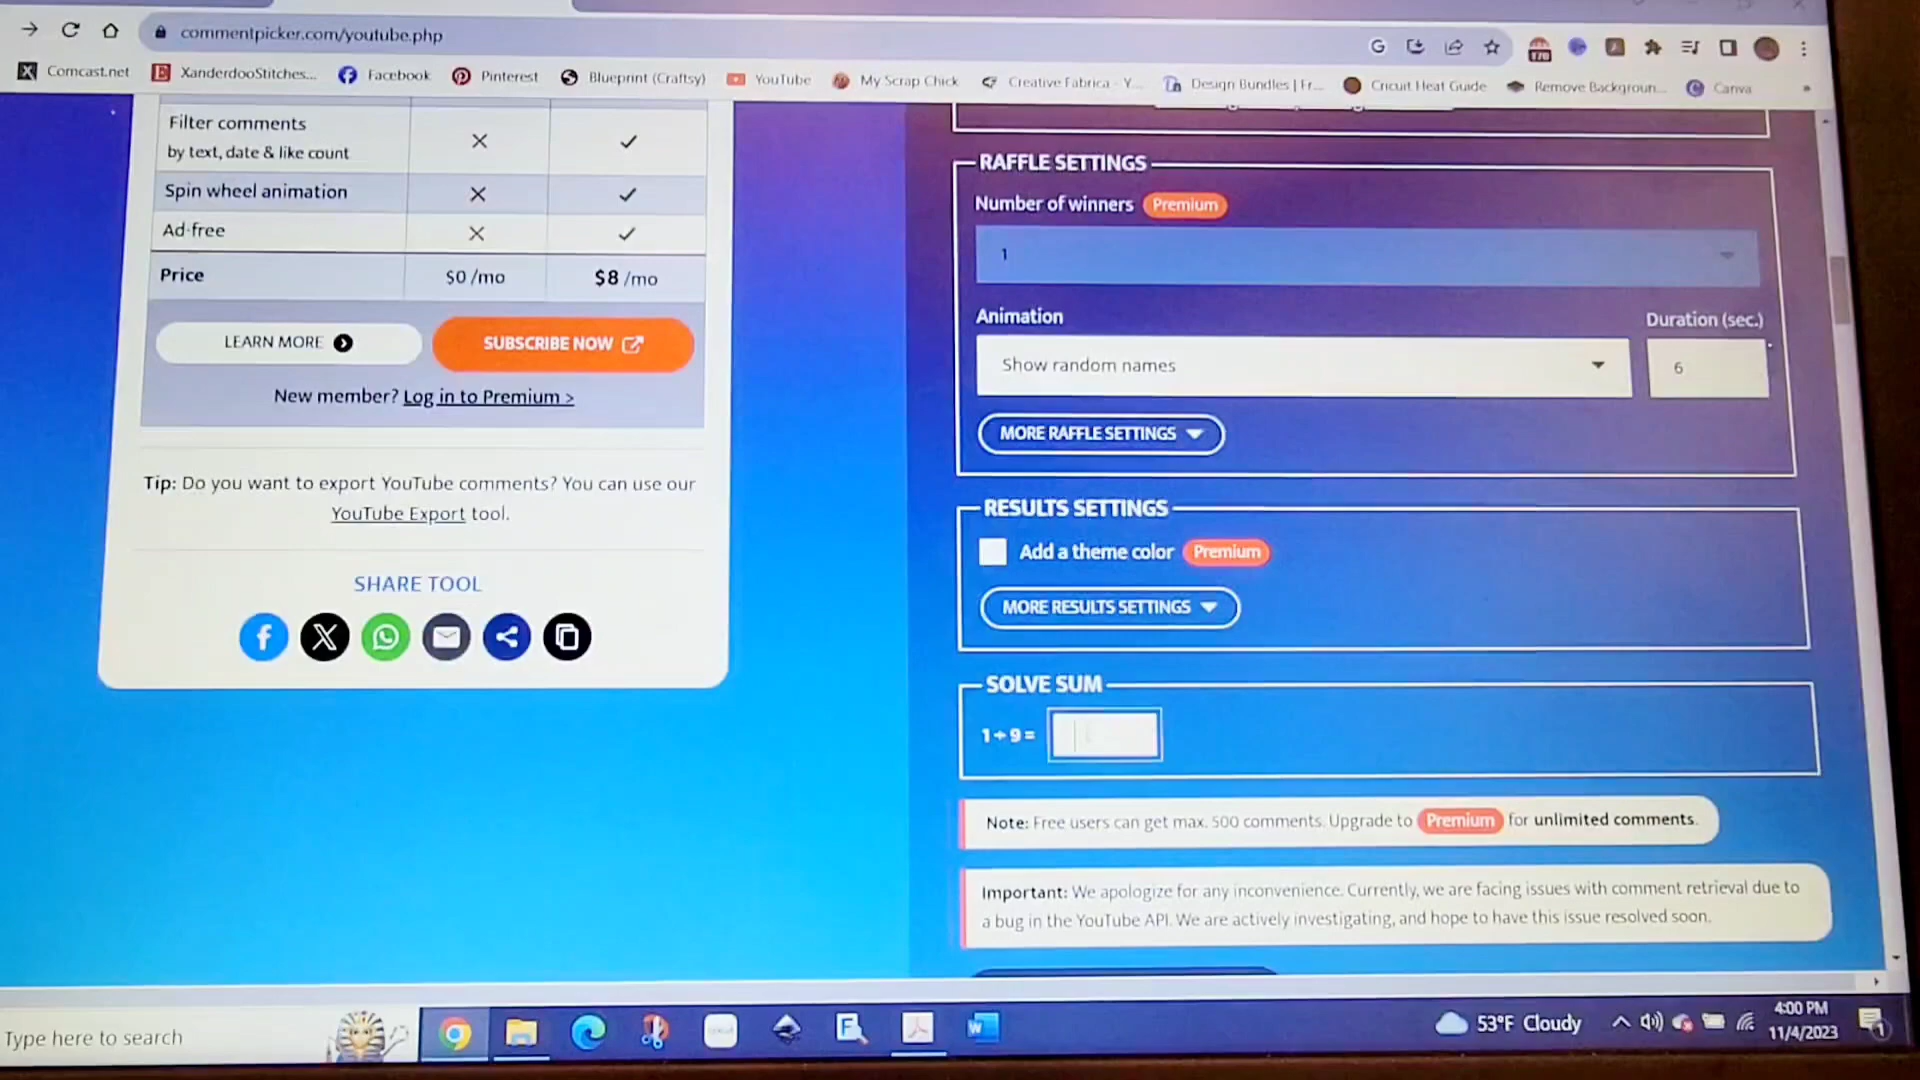 commentpicker.com/youtube.php
Comcast.net
XanderdooStitches...
Facebook
Pinterest
Blueprint (Craftsy)
YouTube
My Scrap Chick
Creative Fabrica - Y...
Design Bundles | Fr...
Cricuit Heat Guide
Remove Backgroun...
Canva
Filter comments
by text, date & like count
Spin wheel animation
Ad-free
Price
$0 /mo
$8 /mo
LEARN MORE
SUBSCRIBE NOW
New member? Log in to Premium >
Tip: Do you want to export YouTube comments? You can use our
YouTube Export tool.
SHARE TOOL
RAFFLE SETTINGS
Number of winners Premium
1
Animation
Duration (sec.)
Show random names
6
MORE RAFFLE SETTINGS
RESULTS SETTINGS
Add a theme color Premium
MORE RESULTS SETTINGS
SOLVE SUM
1 + 9 =
Note: Free users can get max. 500 comments. Upgrade to Premium for unlimited comments.
Important: We apologize for any inconvenience. Currently, we are facing issues with comment retrieval due to
a bug in the YouTube API. We are actively investigating, and hope to have this issue resolved soon.
Type here to search
53°F Cloudy
4:00 PM
11/4/2023
1